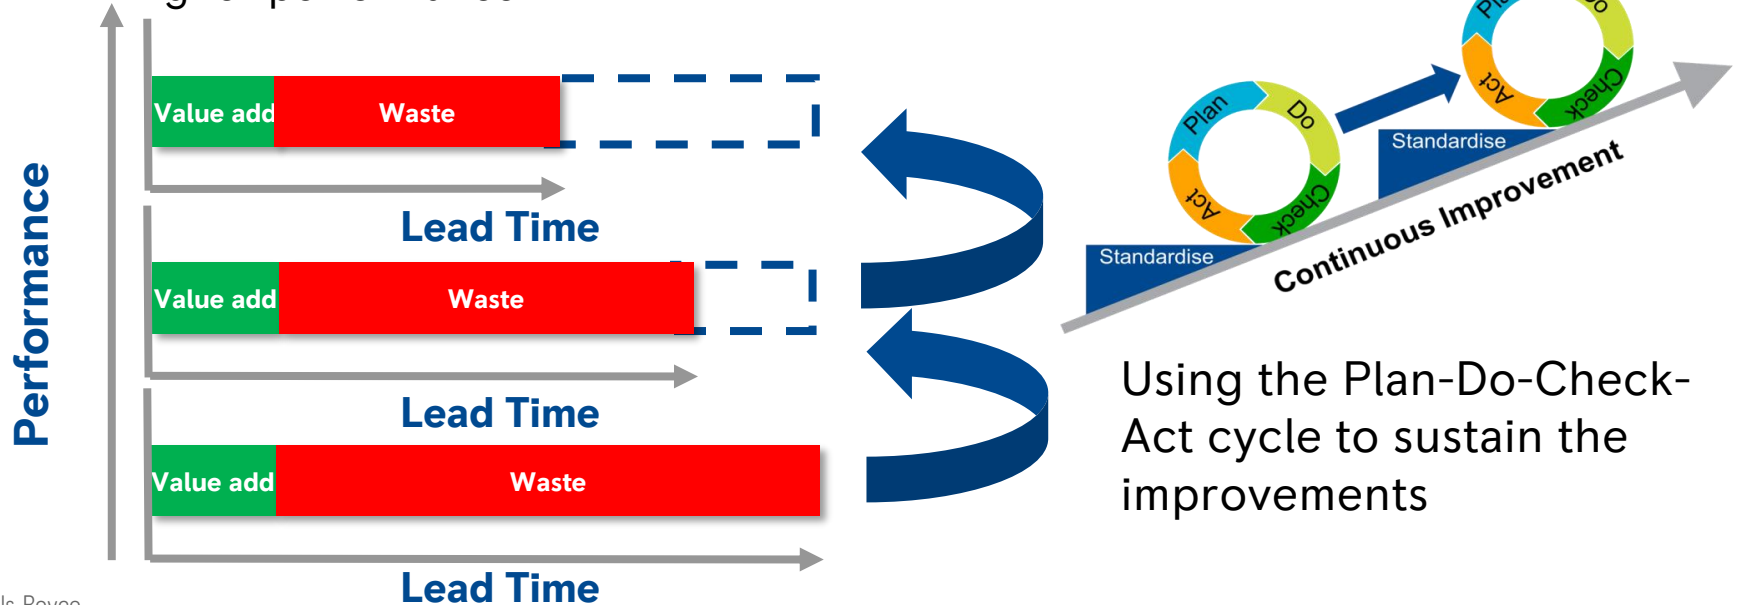 Performance
Value add Waste
Lead Time
Value add Waste
Lead Time
Value add Waste
Lead Time
Plan
Do
Check
Act
Standardise
Check
Act
Standardise
Continuous Improvement
Using the Plan-Do-Check-
Act cycle to sustain the
improvements